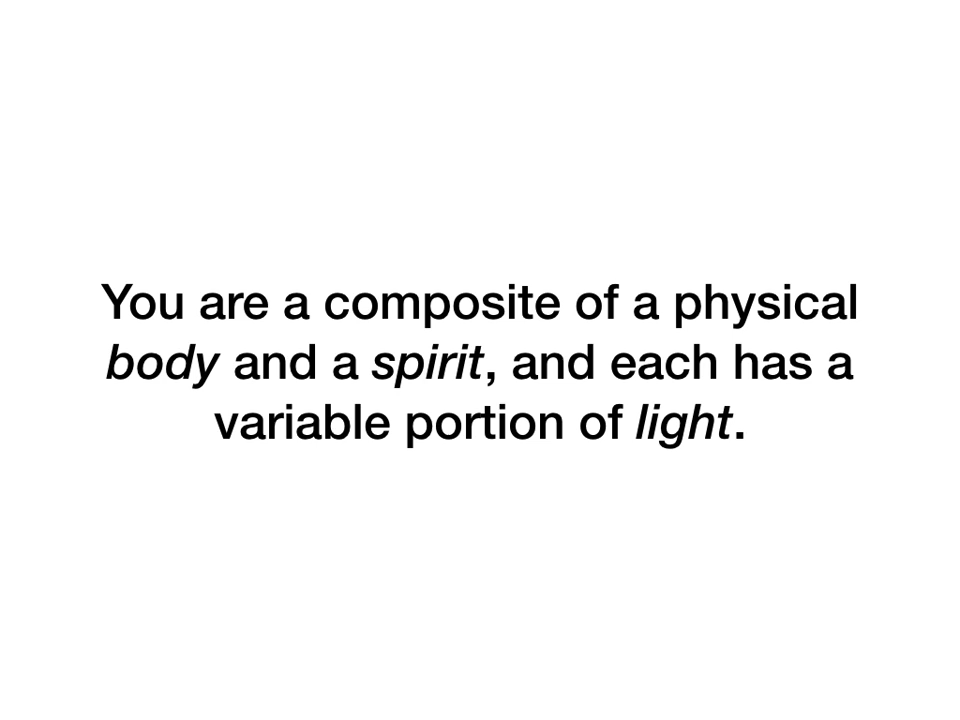 You are a composite of a physical
body and a spirit, and each has a
variable portion of light.